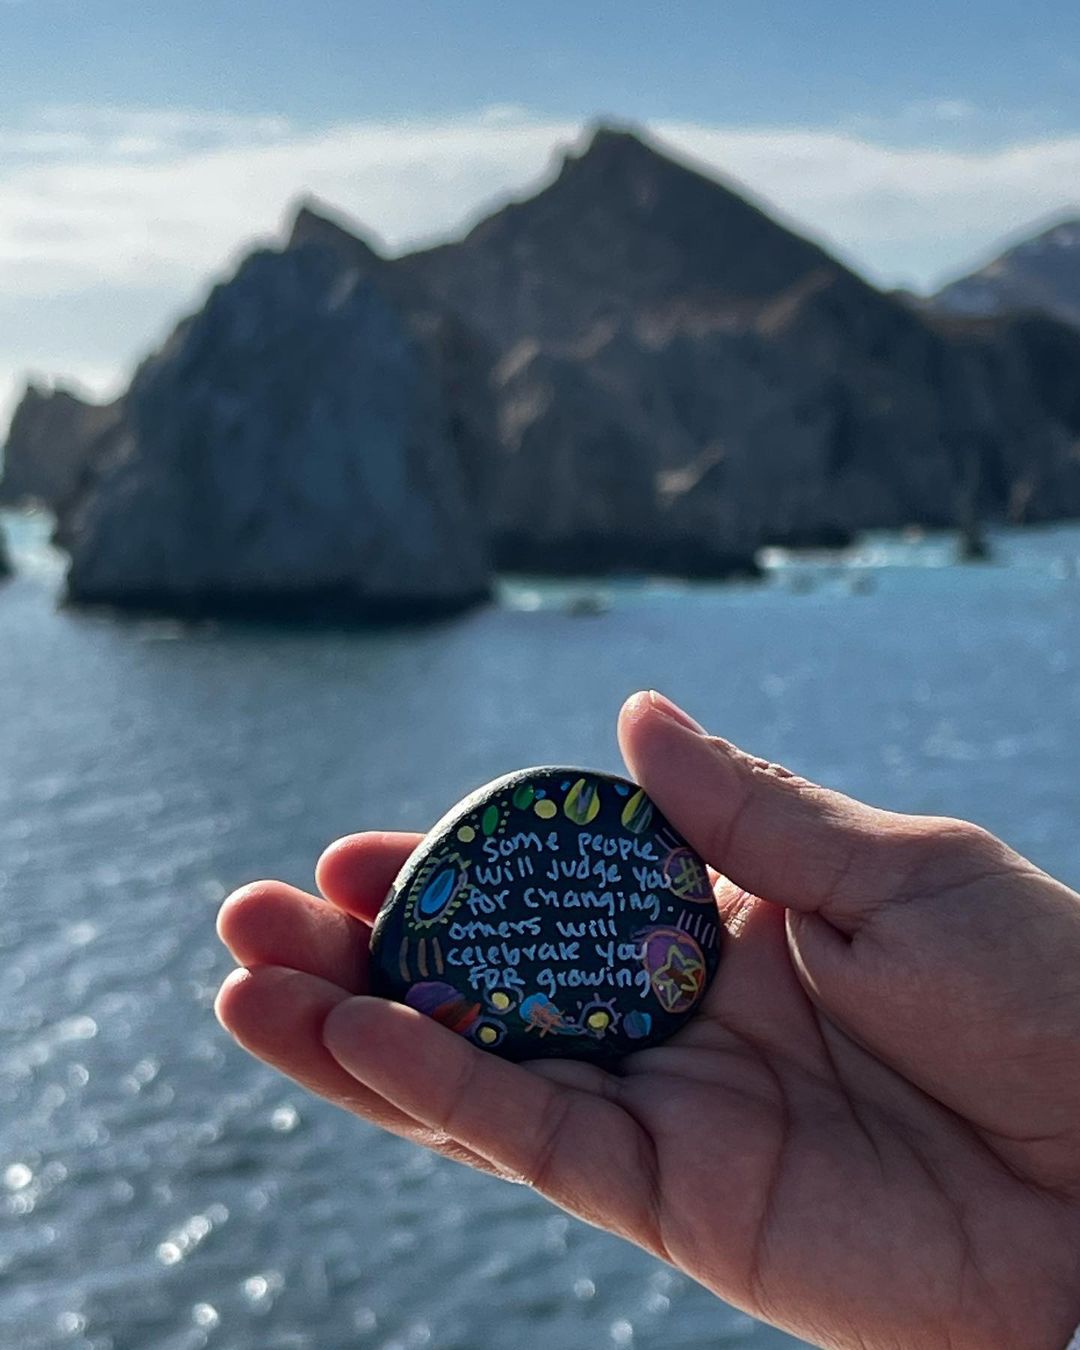 some people
will judge you
for changing.
others will
celebrate you
FOR growing.